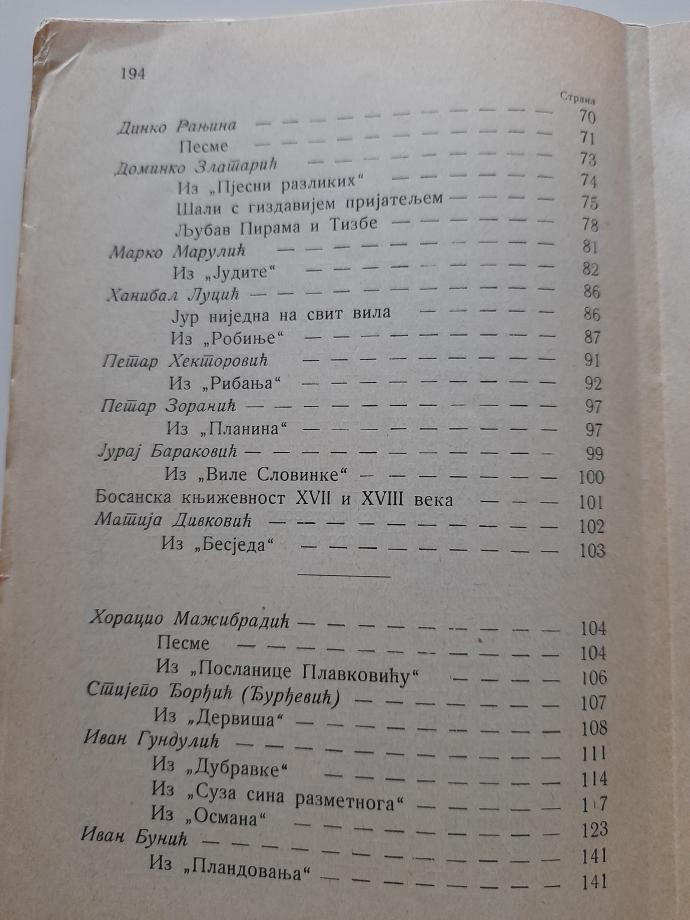 194
Страна
Динко Рањина — — — — — — — — — — 70
Песме — — — — — — — — — — 71
Доминко Златарић — — — — — — — — 73
Из „Пјесни разликих“ — — — — — — 74
Шали с гиздавијем пријатељем — — — — 75
Љубав Пирама и Тизбе — — — — — — 78
Марко Марулић — — — — — — — — — 81
Из „Јудите“ — — — — — — — — 82
Ханибал Луцић — — — — — — — — — — 86
Јур ниједна на свит вила — — — — — 86
Из „Робиње“ — — — — — — — — 87
Петар Хекторовић — — — — — — — — 91
Из „Рибања“ — — — — — — — — 92
Петар Зоранић — — — — — — — — — — 97
Из „Планина“ — — — — — — — — 97
Јурај Бараковић — — — — — — — — — 99
Из „Виле Словинке“ — — — — — — — 100
Босанска књижевност XVII и XVIII века — — — 101
Матија Дивковић — — — — — — — — — 102
Из „Бесједа“ — — — — — — — — 103
Хорацио Мажибрадић — — — — — — — — 104
Песме — — — — — — — — — — 104
Из „Посланице Плавковићу“ — — — — 106
Стијепо Ђорђић (Ђурђевић) — — — — — — — 107
Из „Дервиша“ — — — — — — — — 108
Иван Гундулић — — — — — — — — — — 111
Из „Дубравке“ — — — — — — — 114
Из „Суза сина разметнога“ — — — — — 117
Из „Османа“ — — — — — — — — 123
Иван Бунић — — — — — — — — — — — 141
Из „Пландовања“ — — — — — — — — 141